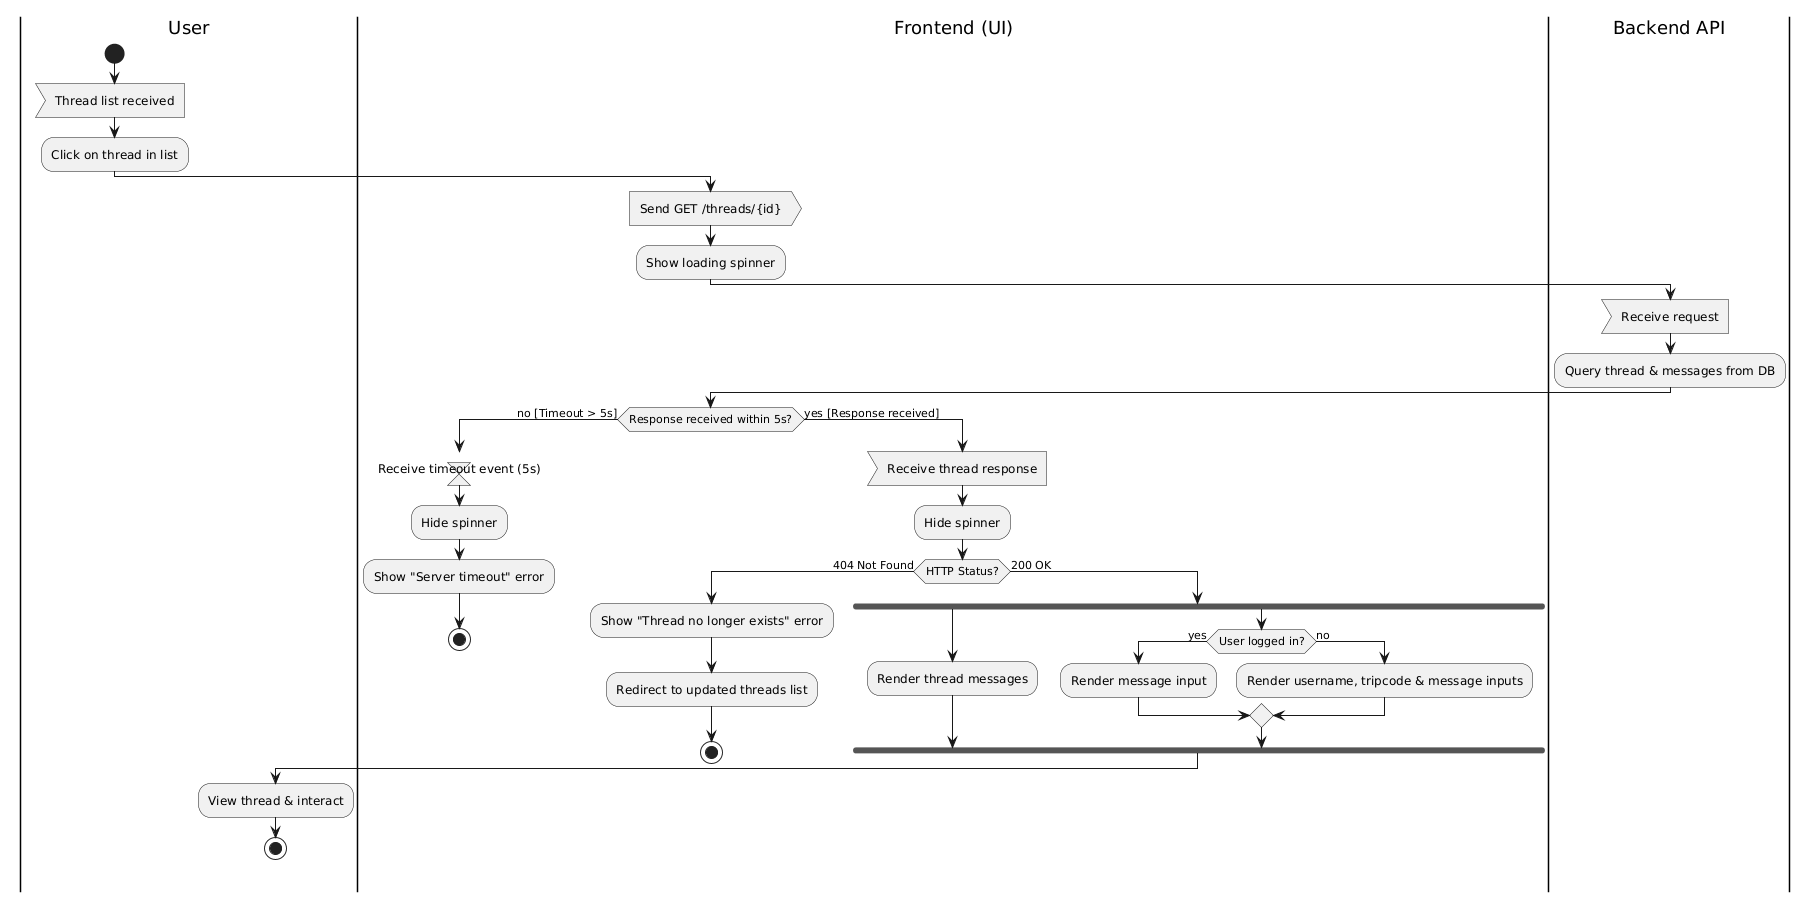 User
Frontend (UI)
Backend API
Thread list received
Click on thread in list
Send GET /threads/{id}
Show loading spinner
Receive request
Query thread & messages from DB
no [Timeout > 5s]
Response received within 5s?
yes [Response received]
Receive timeout event (5s)
Receive thread response
Hide spinner
Hide spinner
Show "Server timeout" error
404 Not Found
HTTP Status?
200 OK
Show "Thread no longer exists" error
yes
User logged in?
no
Render thread messages
Render message input
Render username, tripcode & message inputs
Redirect to updated threads list
View thread & interact